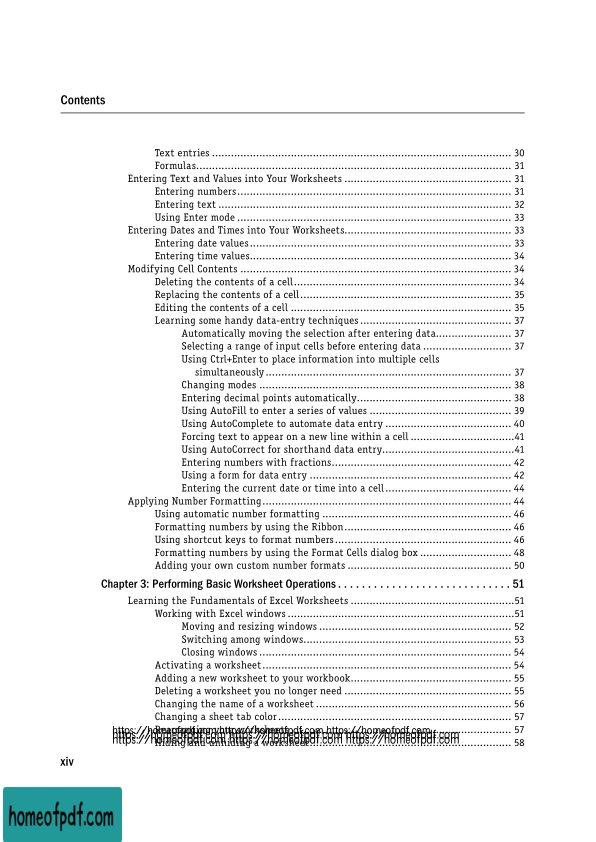 Contents
Text entries ................................................................................................ 30
Formulas..................................................................................................... 31
Entering Text and Values into Your Worksheets ..................................................... 31
Entering numbers........................................................................................ 31
Entering text .............................................................................................. 32
Using Enter mode ........................................................................................ 33
Entering Dates and Times into Your Worksheets..................................................... 33
Entering date values.................................................................................... 33
Entering time values.................................................................................... 34
Modifying Cell Contents ....................................................................................... 34
Deleting the contents of a cell...................................................................... 34
Replacing the contents of a cell.................................................................... 35
Editing the contents of a cell ....................................................................... 35
Learning some handy data-entry techniques ................................................. 37
Automatically moving the selection after entering data........................ 37
Selecting a range of input cells before entering data ............................ 37
Using Ctrl+Enter to place information into multiple cells
simultaneously .............................................................................. 37
Changing modes ................................................................................. 38
Entering decimal points automatically................................................. 38
Using AutoFill to enter a series of values ............................................. 39
Using AutoComplete to automate data entry ........................................ 40
Forcing text to appear on a new line within a cell .................................41
Using AutoCorrect for shorthand data entry..........................................41
Entering numbers with fractions......................................................... 42
Using a form for data entry ................................................................ 42
Entering the current date or time into a cell........................................ 44
Applying Number Formatting................................................................................ 44
Using automatic number formatting ............................................................. 46
Formatting numbers by using the Ribbon...................................................... 46
Using shortcut keys to format numbers......................................................... 46
Formatting numbers by using the Format Cells dialog box ............................. 48
Adding your own custom number formats ..................................................... 50
Chapter 3: Performing Basic Worksheet Operations . . . . . . . . . . . . . . . . . . . . . . . . . . . . . 51
Learning the Fundamentals of Excel Worksheets .....................................................51
Working with Excel windows .........................................................................51
Moving and resizing windows .............................................................. 52
Switching among windows................................................................... 53
Closing windows ................................................................................. 54
Activating a worksheet ................................................................................ 54
Adding a new worksheet to your workbook.................................................... 55
Deleting a worksheet you no longer need ...................................................... 55
Changing the name of a worksheet ............................................................... 56
Changing a sheet tab color ........................................................................... 57
57
https://homeofpdf.com https://homeofpdf.com https://homeofpdf.com
Hiding and unhiding a worksheet ................................................................. 58
xiv
homeofpdf.com